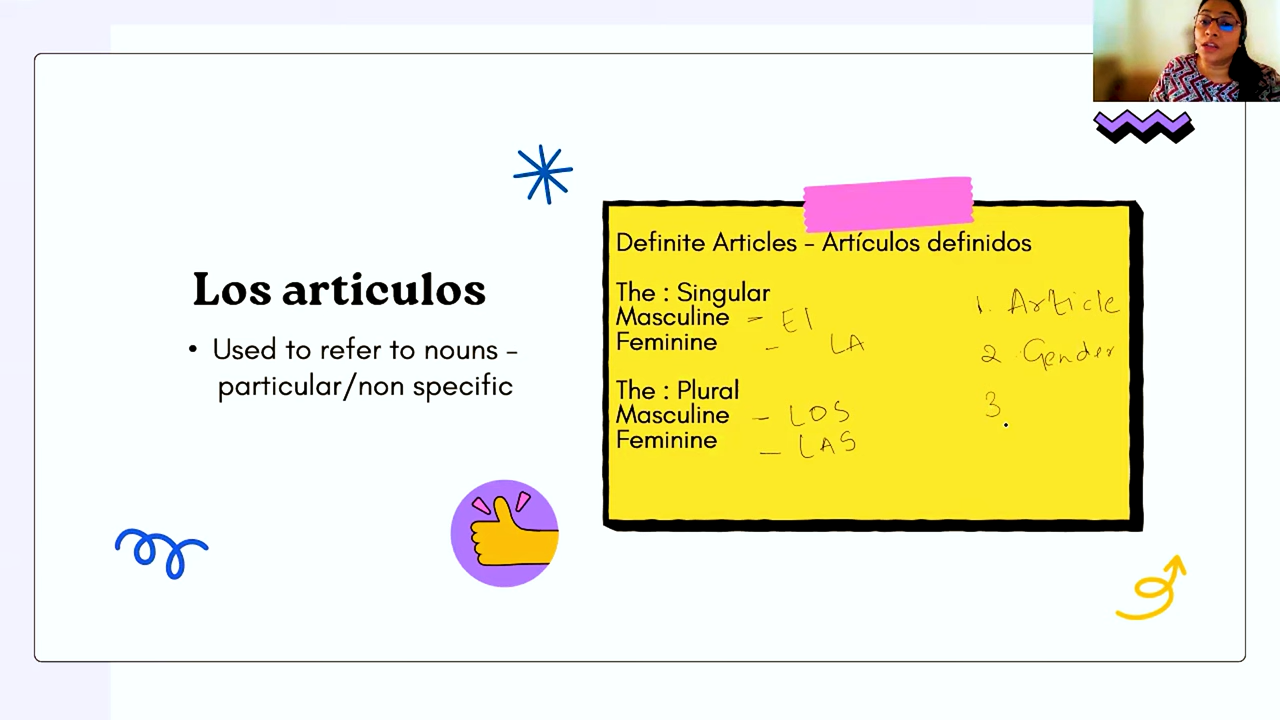 Los articulos
• Used to refer to nouns -
particular/non specific
Definite Articles - Artículos definidos
The : Singular
Masculine - El
Feminine - LA
The : Plural
Masculine - LOS
Feminine - LAS
1. Article
2 Gender
3